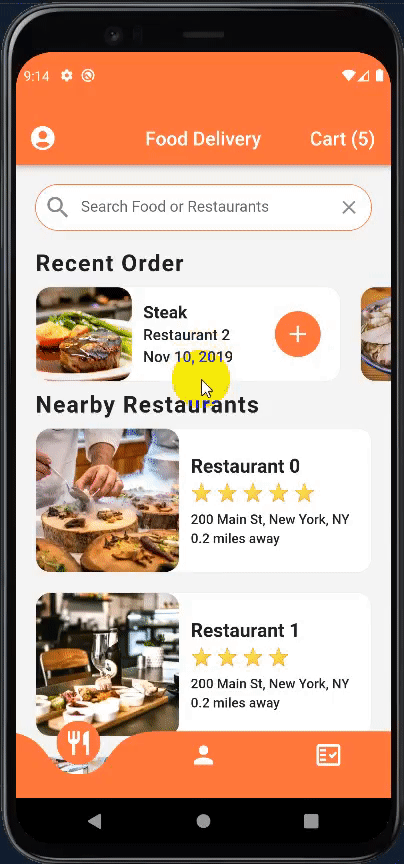 9:14
Food Delivery
Cart (5)
Search Food or Restaurants
Recent Order
Steak
Restaurant 2
Nov 10, 2019
Nearby Restaurants
Restaurant 0
200 Main St, New York, NY
0.2 miles away
Restaurant 1
200 Main St, New York, NY
0.2 miles away